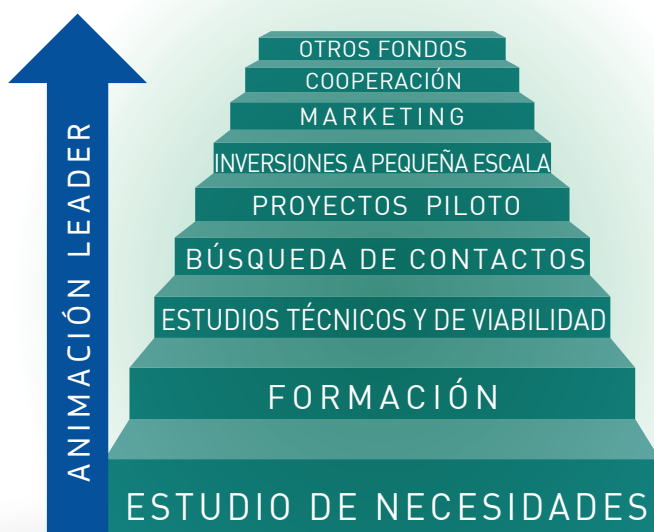 OTROS FONDOS
COOPERACIÓN
MARKETING
INVERSIONES A PEQUEÑA ESCALA
PROYECTOS PILOTO
BÚSQUEDA DE CONTACTOS
ESTUDIOS TÉCNICOS Y DE VIABILIDAD
FORMACIÓN
ESTUDIO DE NECESIDADES
ANIMACIÓN LEADER